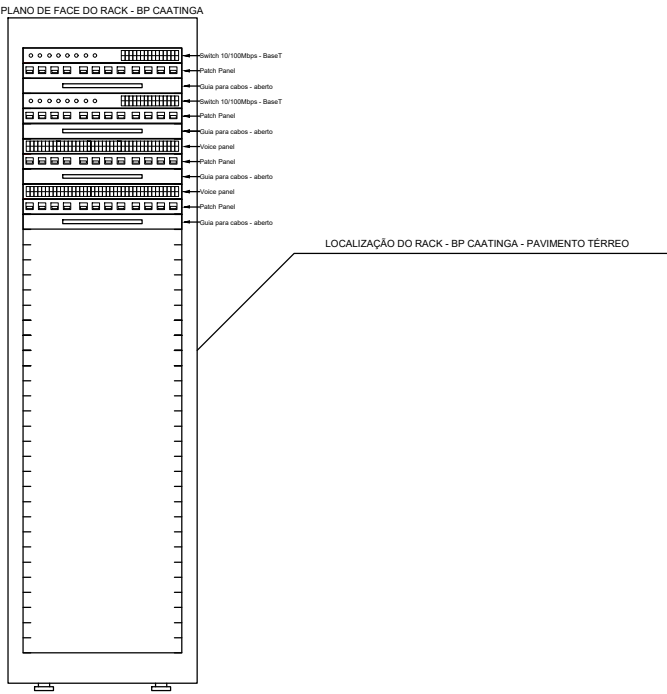 PLANO DE FACE DO RACK - BP CAATINGA
Switch 10/100Mbps - BaseT
Patch Panel
Guia para cabos - aberto
Switch 10/100Mbps - BaseT
Patch Panel
Guia para cabos - aberto
Voice panel
Patch Panel
Guia para cabos - aberto
Voice panel
Patch Panel
Guia para cabos - aberto
LOCALIZAÇÃO DO RACK - BP CAATINGA - PAVIMENTO TÉRREO